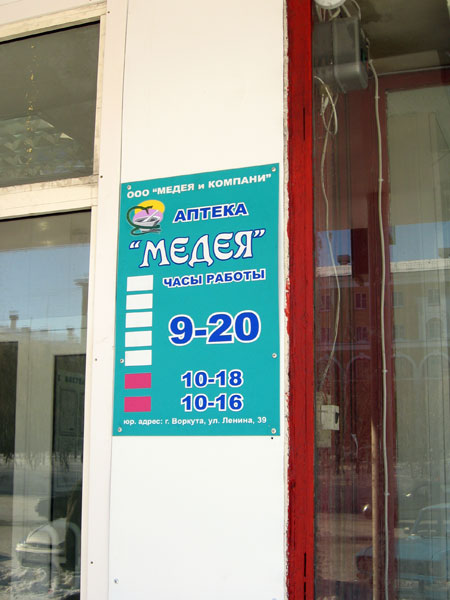 ООО "МЕДЕЯ и КОМПАНИ"
АПТЕКА
"МЕДЕЯ"
ЧАСЫ РАБОТЫ
9-20
10-18
10-16
юр. адрес: г. Воркута, ул. Ленина, 39